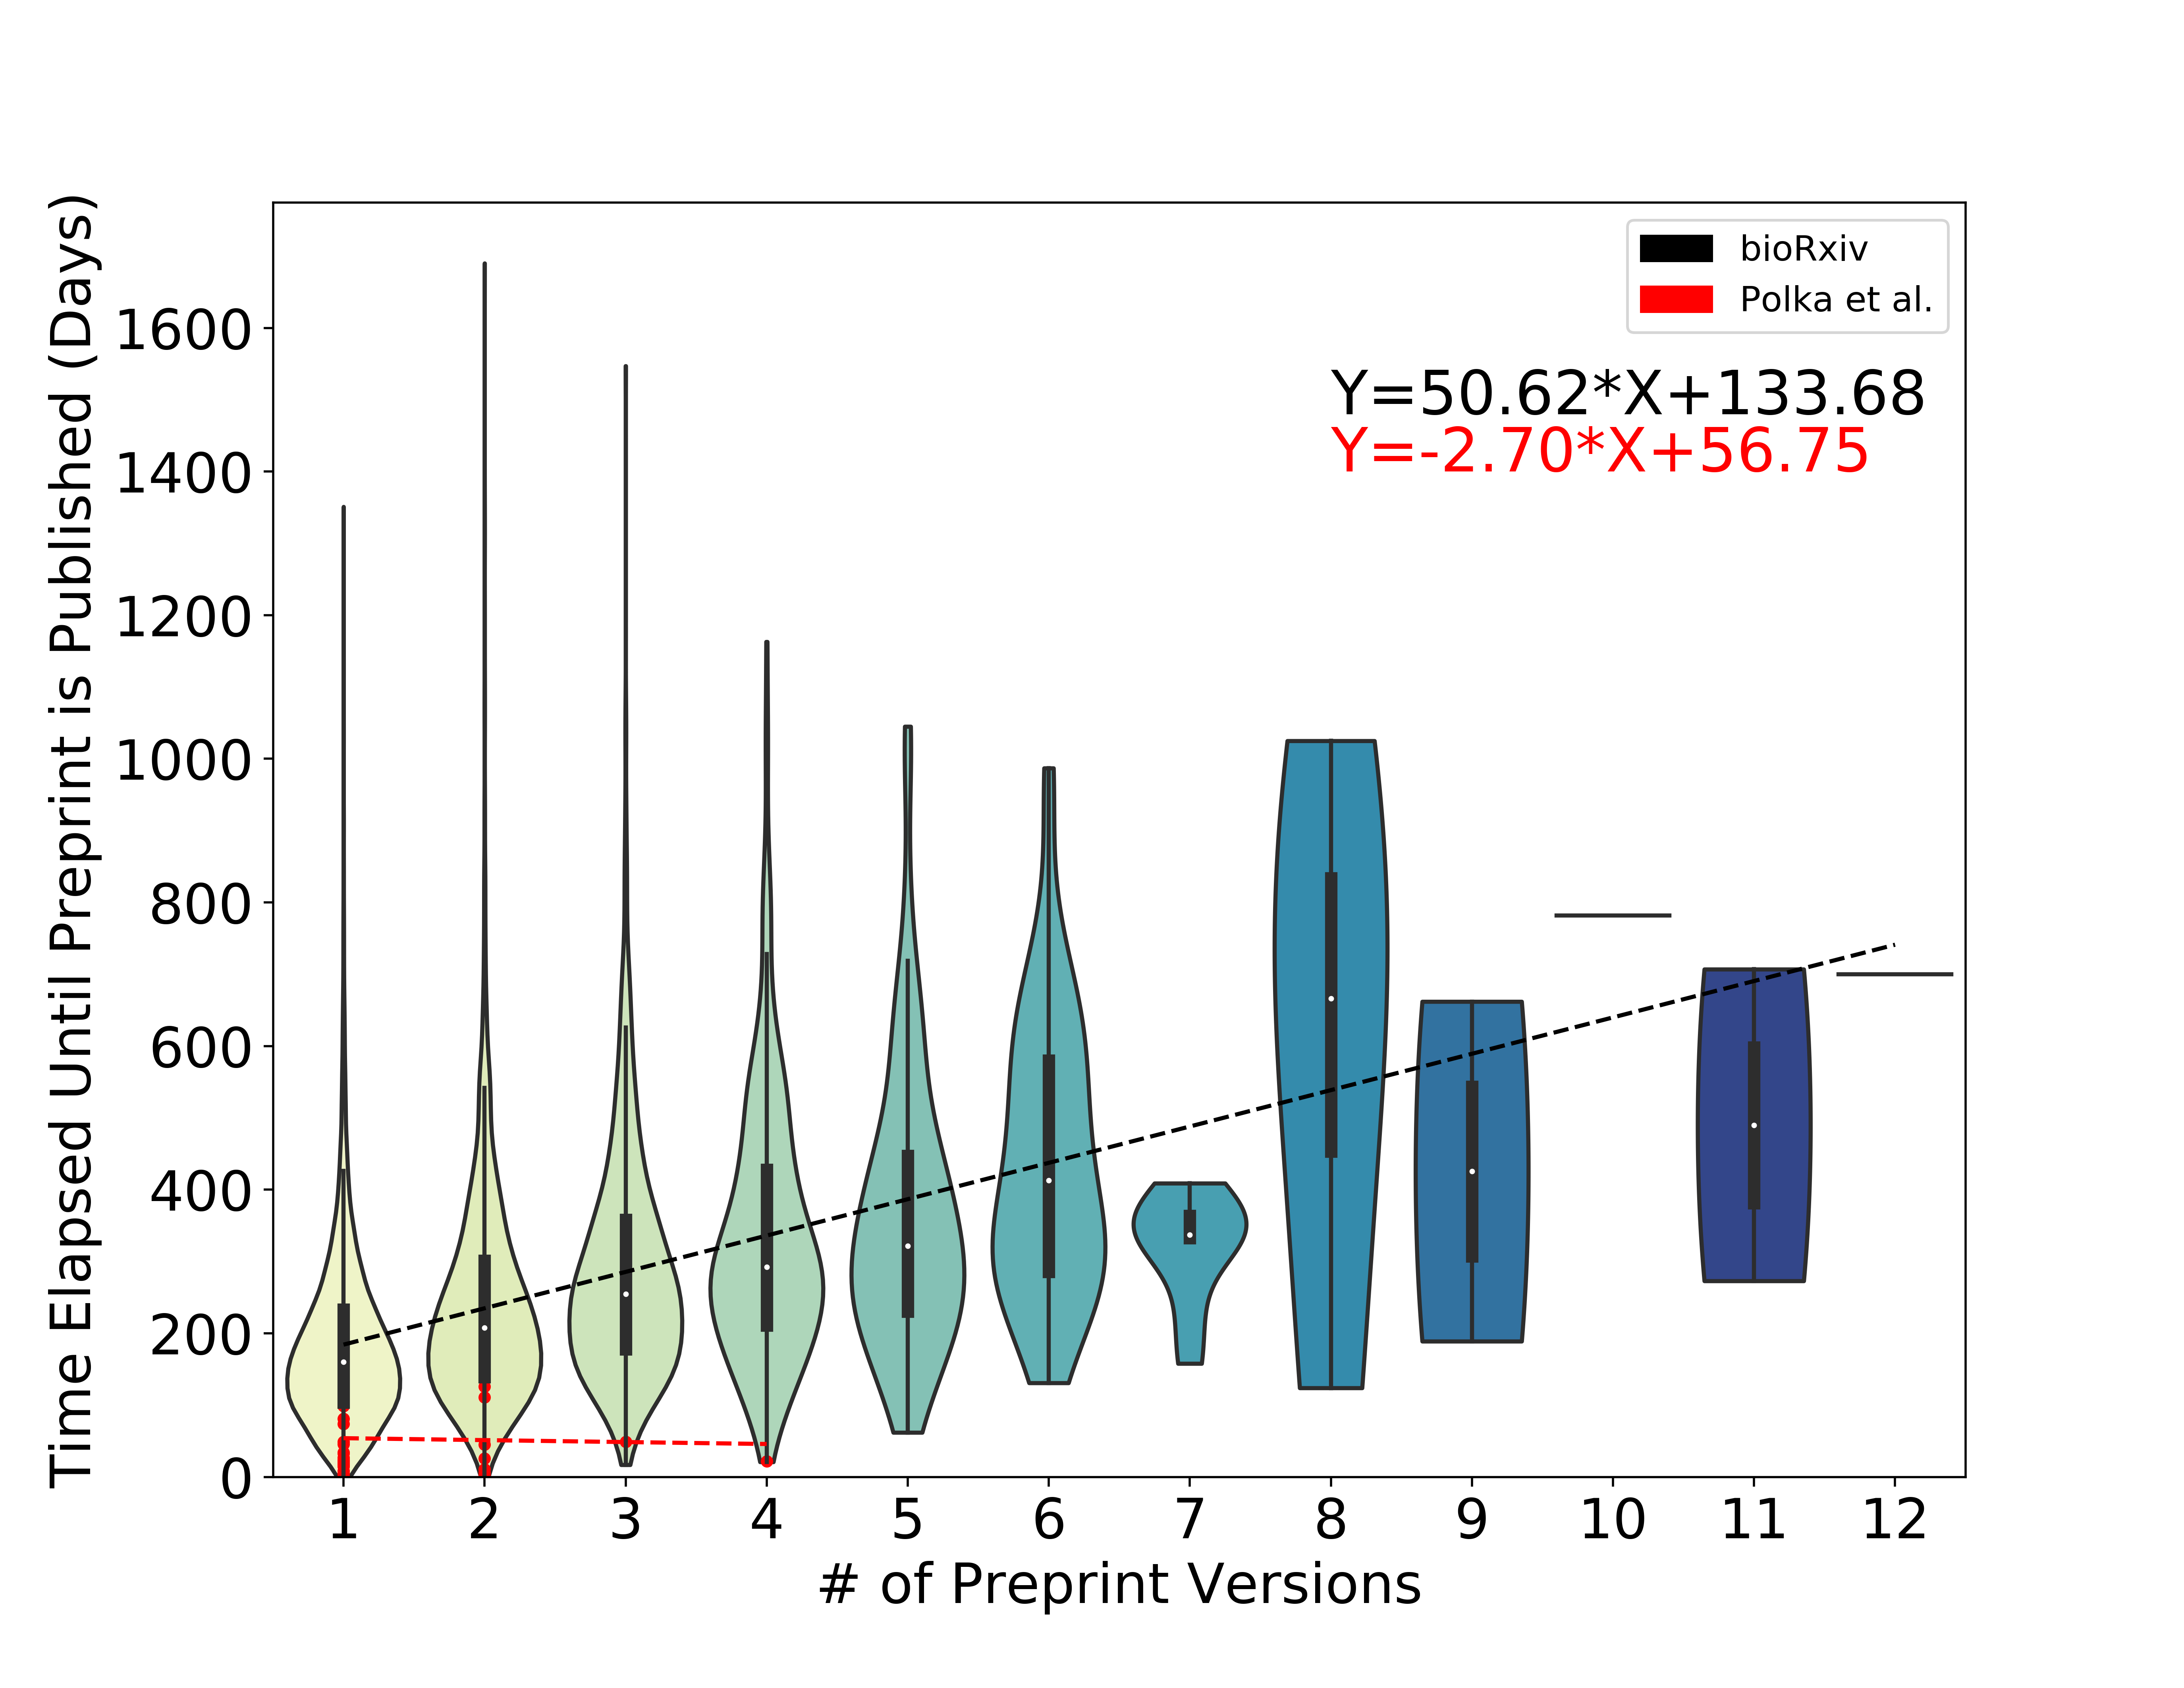 bioRxiv
Polka et al.
Y=50.62*X+133.68
Y=-2.70*X+56.75
Time Elapsed Until Preprint is Published (Days)
1600
1400
1200
1000
800
600
400
200
0
1 2 3 4 5 6 7 8 9 10 11 12
# of Preprint Versions